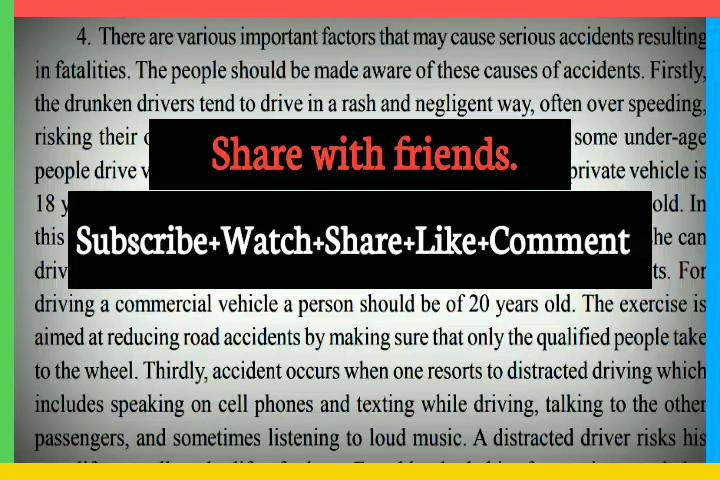 4. There are various important factors that may cause serious accidents resulting
in fatalities. The people should be made aware of these causes of accidents. Firstly,
the drunken drivers tend to drive in a rash and negligent way, often over speeding,
risking their some under-age
Share with friends.
people drive private vehicle is
18 old. In
Subscribe+Watch+Share+Like+Comment
this he can
For
driving a commercial vehicle a person should be of 20 years old. The exercise is
aimed at reducing road accidents by making sure that only the qualified people take
to the wheel. Thirdly, accident occurs when one resorts to distracted driving which
includes speaking on cell phones and texting while driving, talking to the other
passengers, and sometimes listening to loud music. A distracted driver risks his